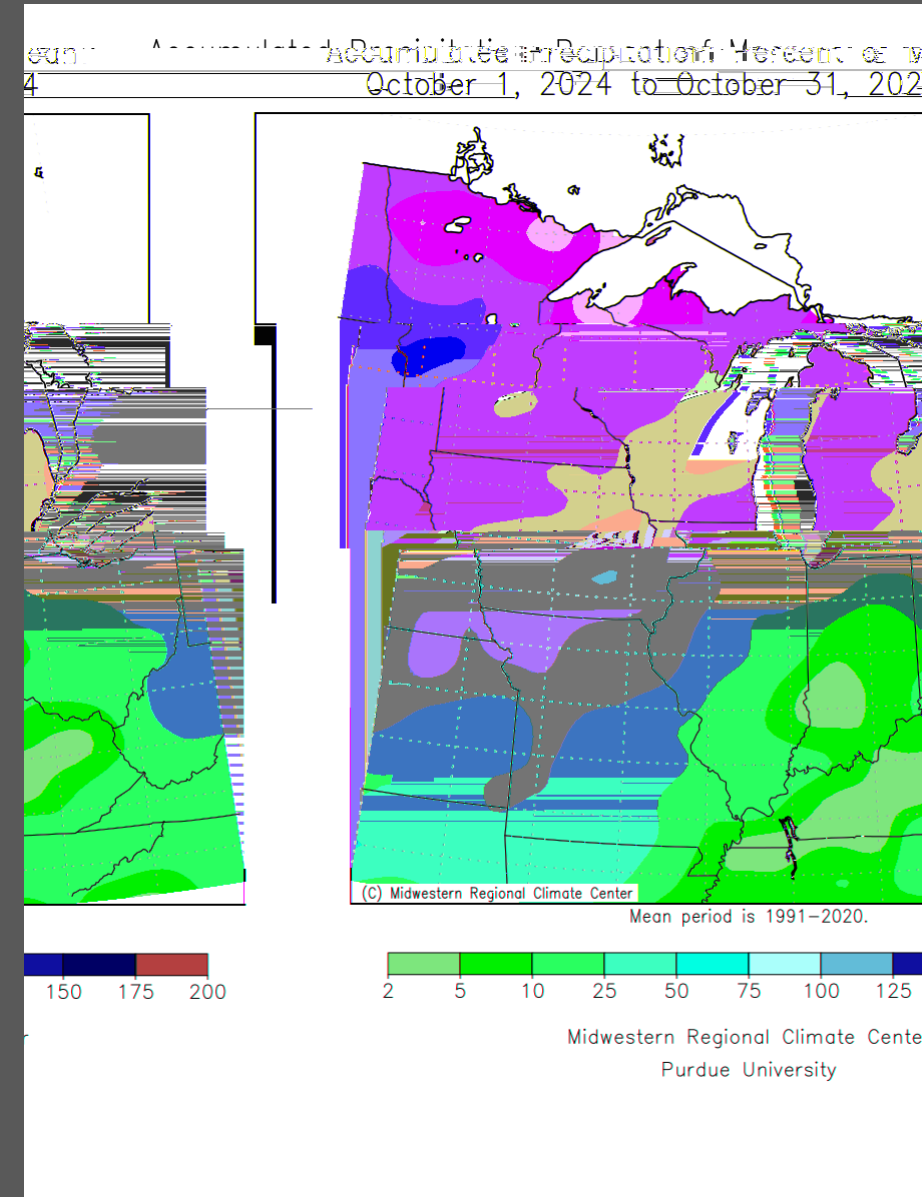 4
October 1, 2024 to October 31, 202
(C) Midwestern Regional Climate Center
Mean period is 1991-2020.
150 175 200
2 5 10 25 50 75 100 125
r
Midwestern Regional Climate Cente
Purdue University